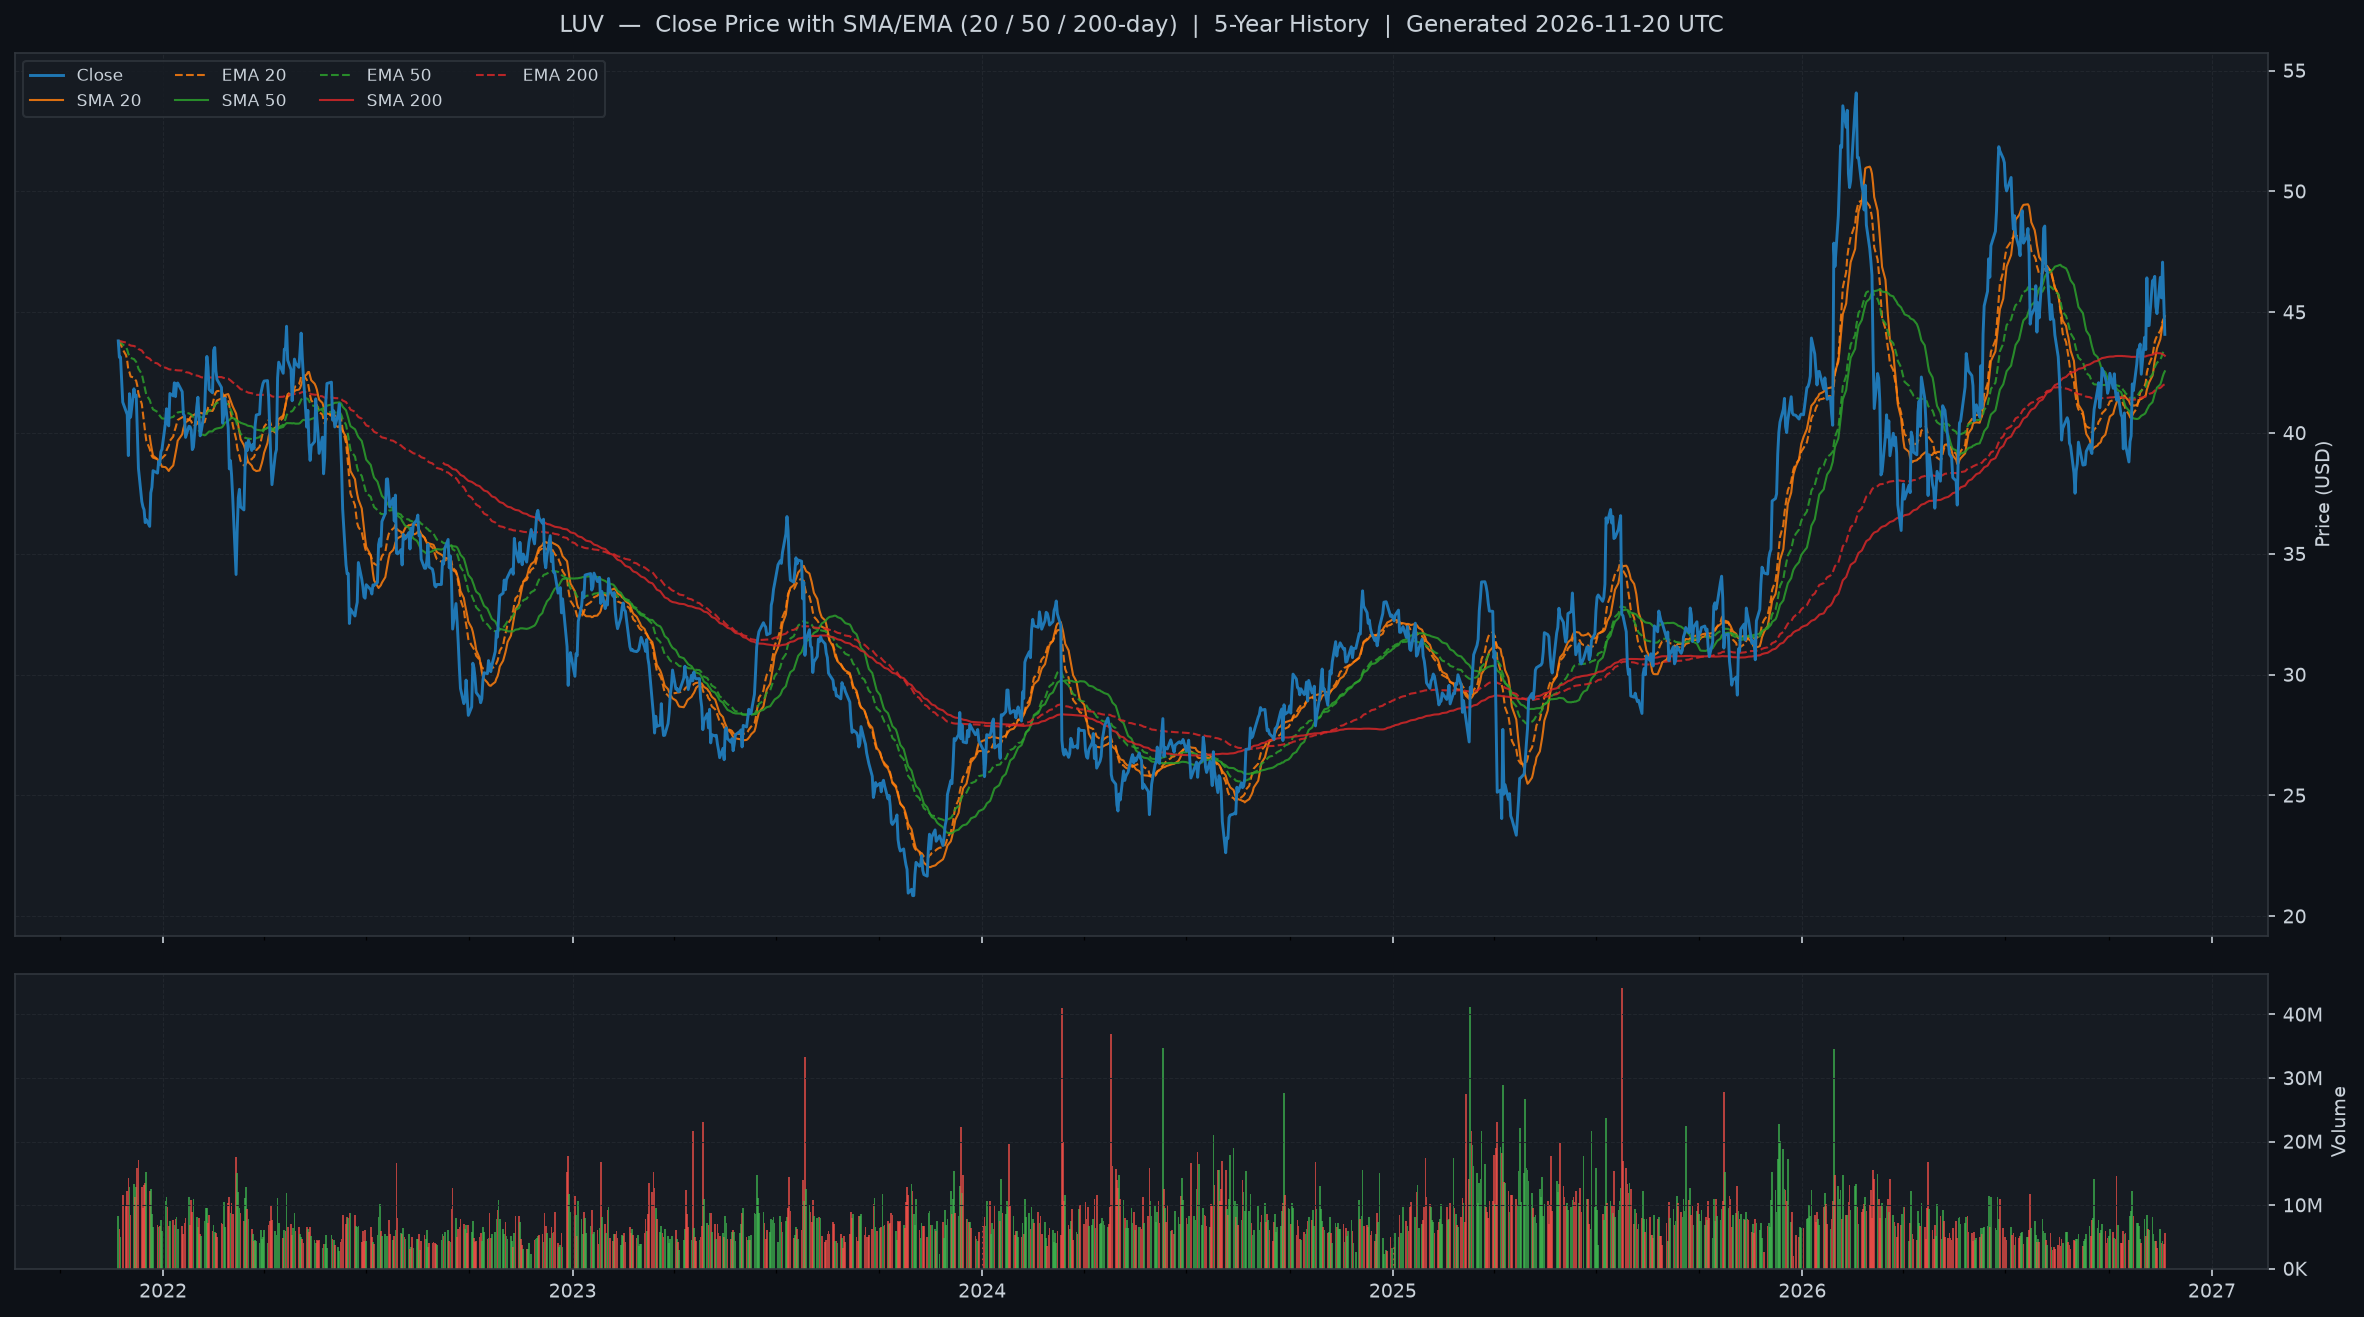 LUV — Close Price with SMA/EMA (20 / 50 / 200-day) | 5-Year History | Generated 2026-11-20 UTC
Close EMA 20 EMA 50 EMA 200
SMA 20 SMA 50 SMA 200
55
50
45
40
35
30
25
20
Price (USD)
40M
30M
20M
10M
0K
Volume
2022 2023 2024 2025 2026 2027